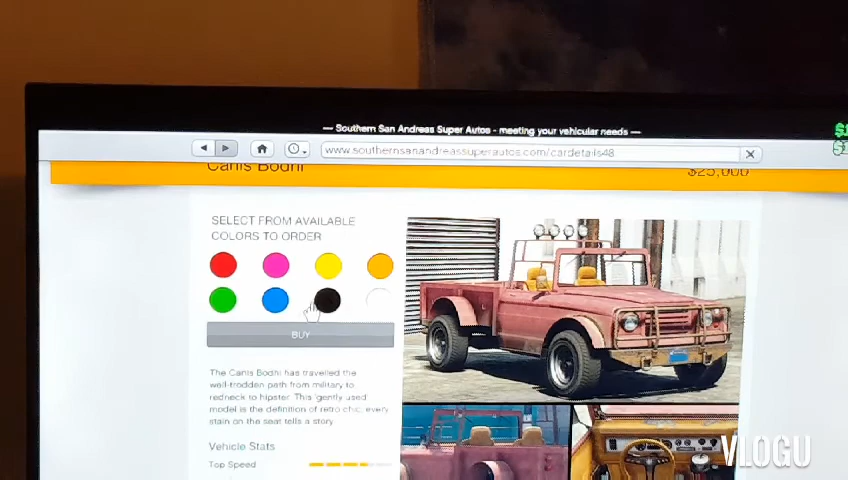 — Southern San Andreas Super Autos - meeting your vehicular needs —
www.southernsanandreassuperautos.com/cardetails48
Canis Bodhi
$25,000
SELECT FROM AVAILABLE
COLORS TO ORDER
BUY
The Canis Bodhi has travelled the
well-trodden path from military to
redneck to hipster. This 'gently used'
model is the definition of retro chic, every
stain on the seat tells a story.
Vehicle Stats
Top Speed
VLOGU